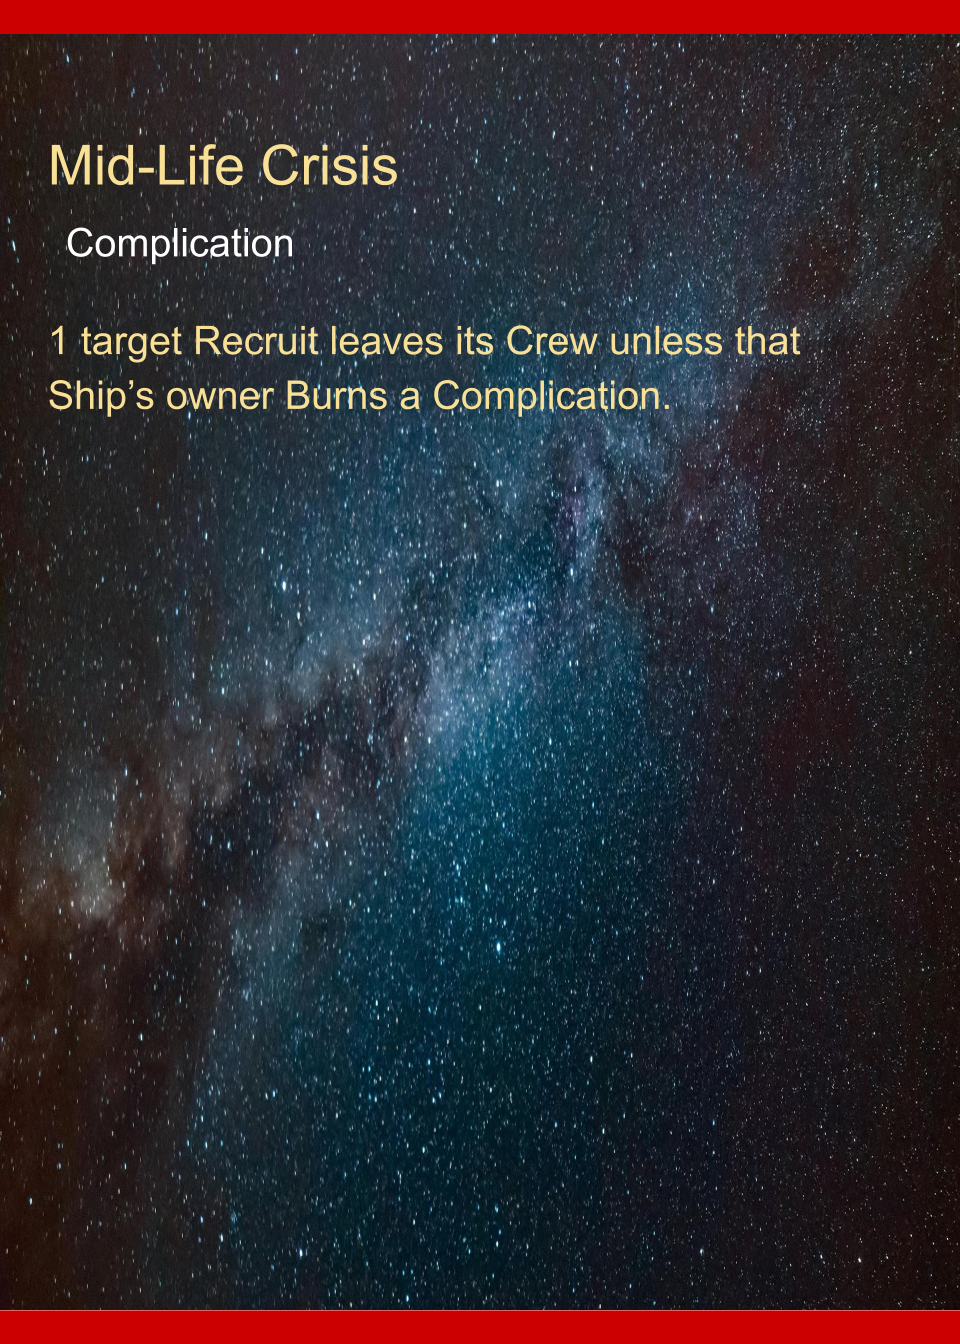 Mid-Life Crisis
Complication
1 target Recruit leaves its Crew unless that
Ship’s owner Burns a Complication.